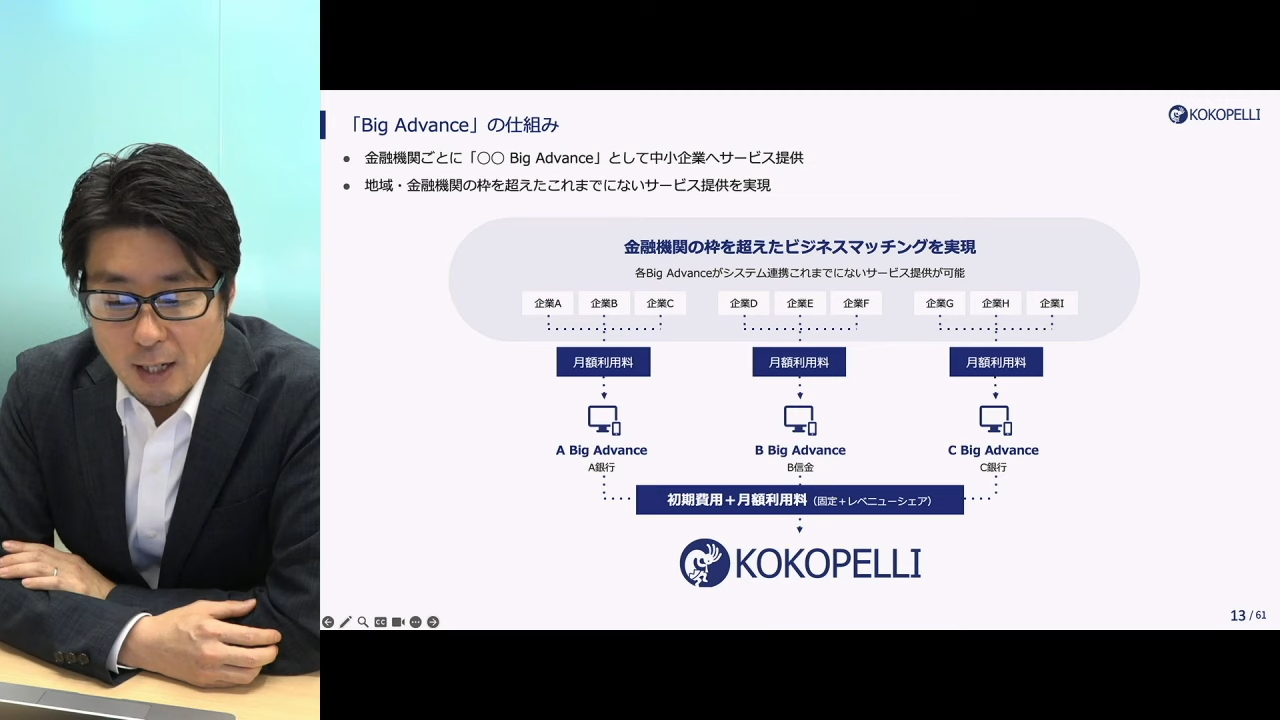 「Big Advance」の仕組み
KOKOPELLI
● 金融機関ごとに「〇〇 Big Advance」として中小企業へサービス提供
● 地域・金融機関の枠を超えたこれまでにないサービス提供を実現
金融機関の枠を超えたビジネスマッチングを実現
各Big Advanceがシステム連携これまでにないサービス提供が可能
企業A 企業B 企業C 企業D 企業E 企業F 企業G 企業H 企業I
月額利用料 月額利用料 月額利用料
A Big Advance B Big Advance C Big Advance
A銀行 B信金 C銀行
初期費用＋月額利用料（固定＋レベニューシェア）
KOKOPELLI
CC
13 / 61